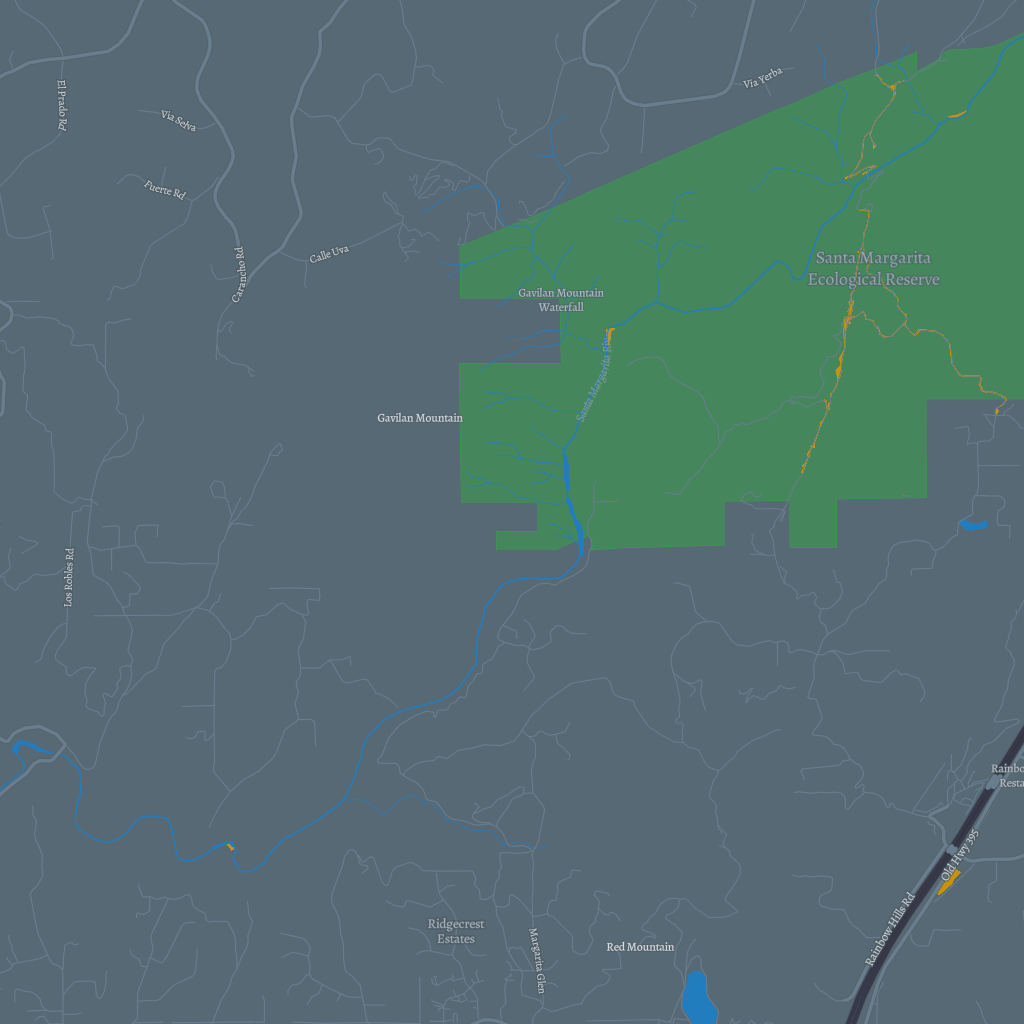 Via Yerba
El Prado Rd
Via Selva
Fuerte Rd
Calle Uva
Carancho Rd
Santa Margarita
Ecological Reserve
Gavilan Mountain
Waterfall
Santa Margarita River
Gavilan Mountain
Los Robles Rd
Rainbo
Resta
Old Hwy 395
Rainbow Hills Rd
Ridgecrest
Estates
Margarita Glen
Red Mountain